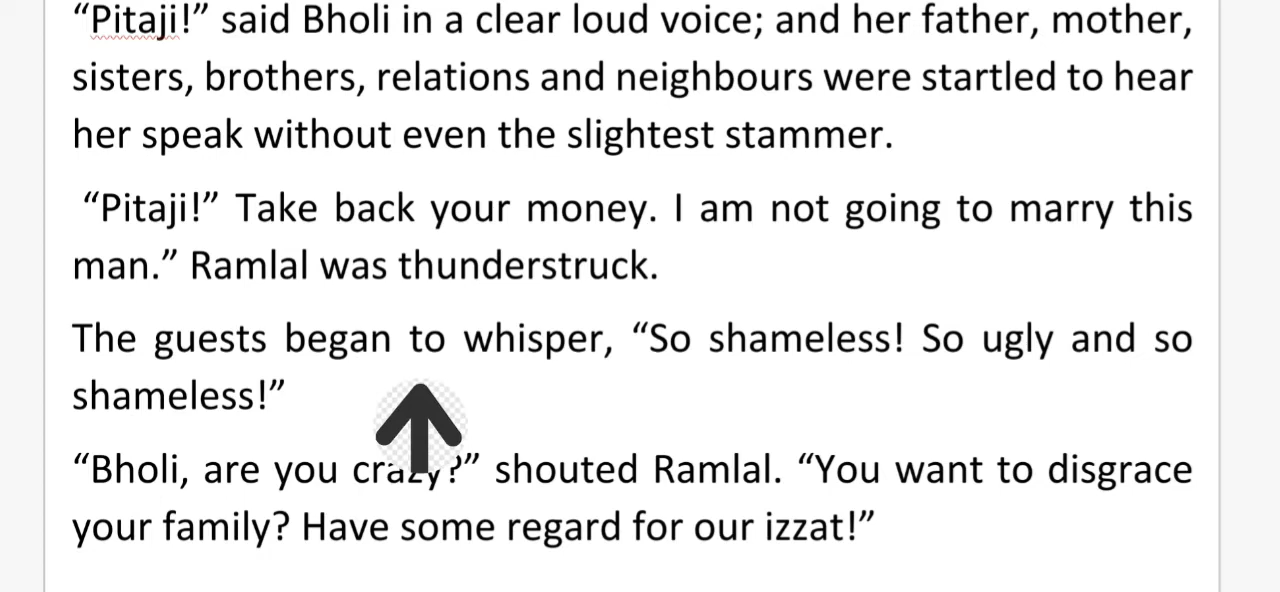 “Pitaji!” said Bholi in a clear loud voice; and her father, mother,
sisters, brothers, relations and neighbours were startled to hear
her speak without even the slightest stammer.
“Pitaji!” Take back your money. I am not going to marry this
man.” Ramlal was thunderstruck.
The guests began to whisper, “So shameless! So ugly and so
shameless!”
“Bholi, are you crazy?” shouted Ramlal. “You want to disgrace
your family? Have some regard for our izzat!”